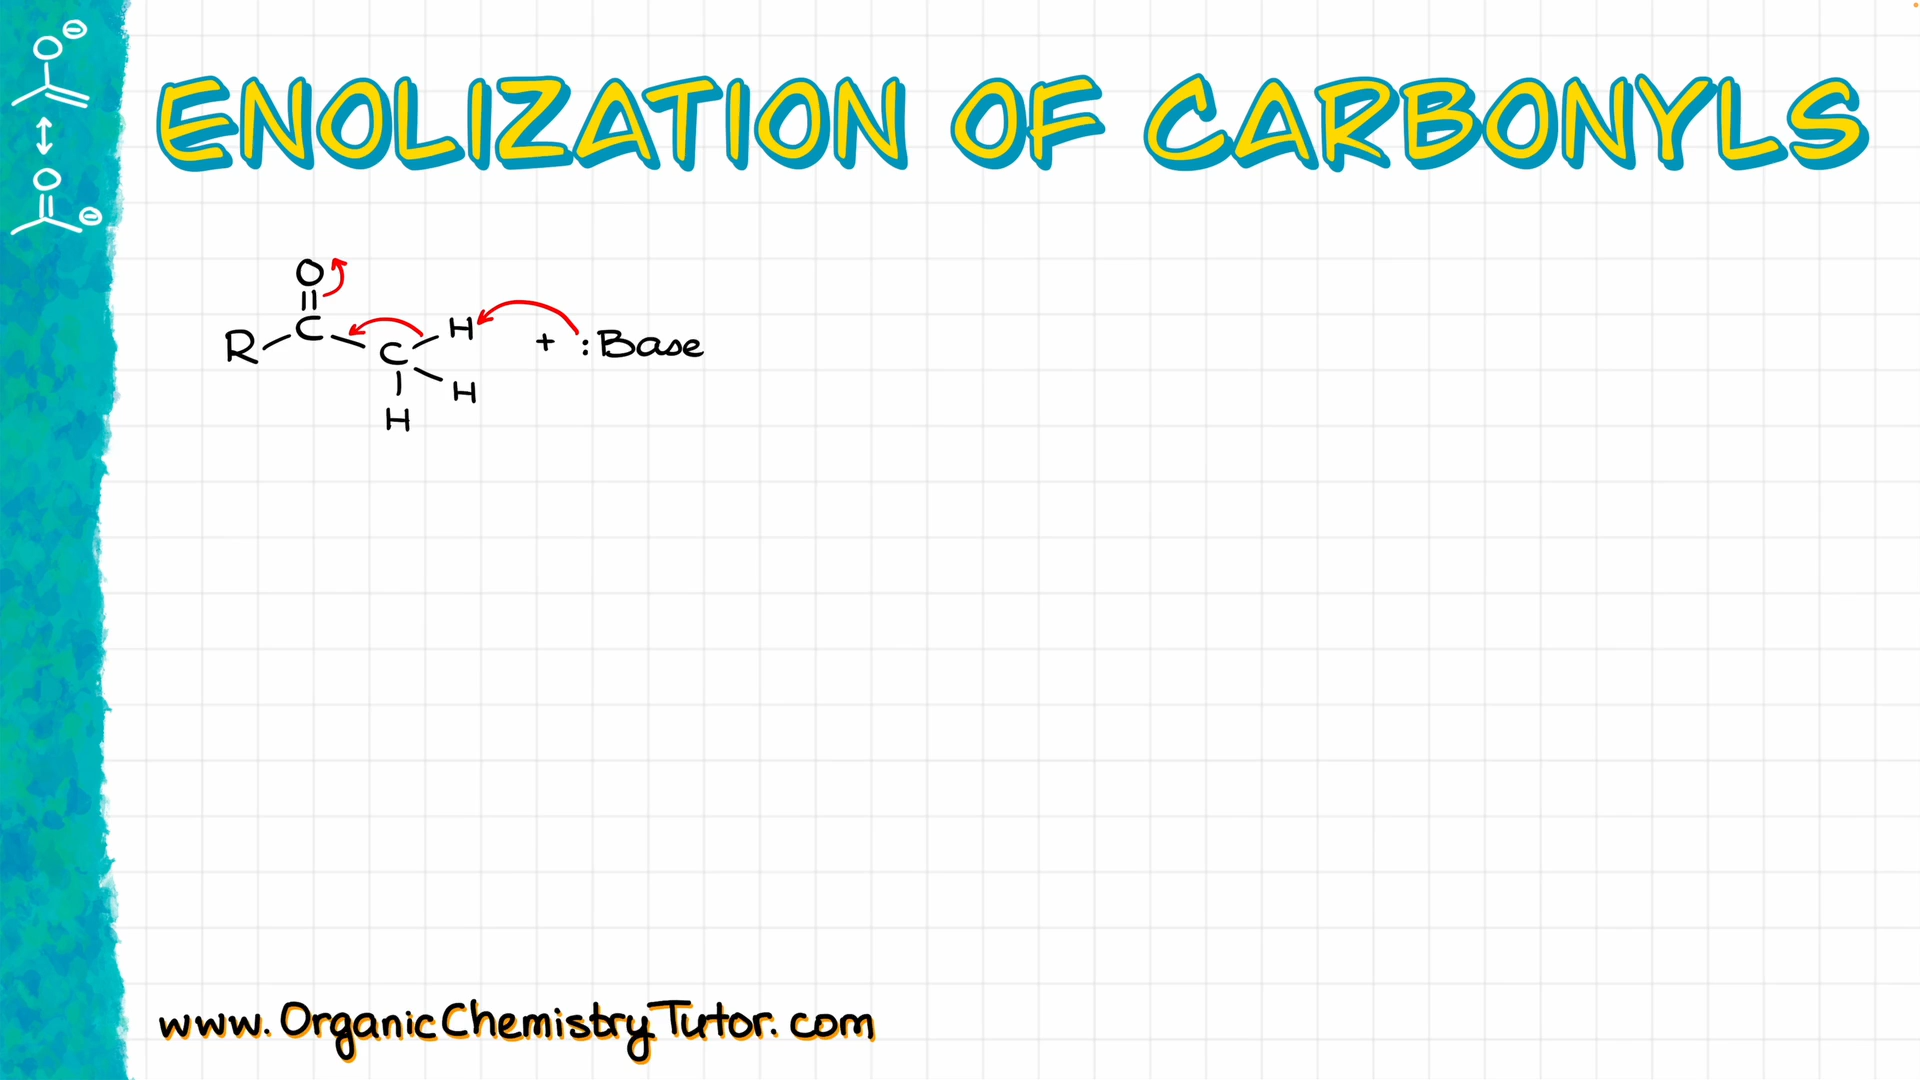 ENOLIZATION OF CARBONYLS
O ⊖
O
⊖
O
R C C H + :Base
H
H
www.OrganicChemistryTutor.com